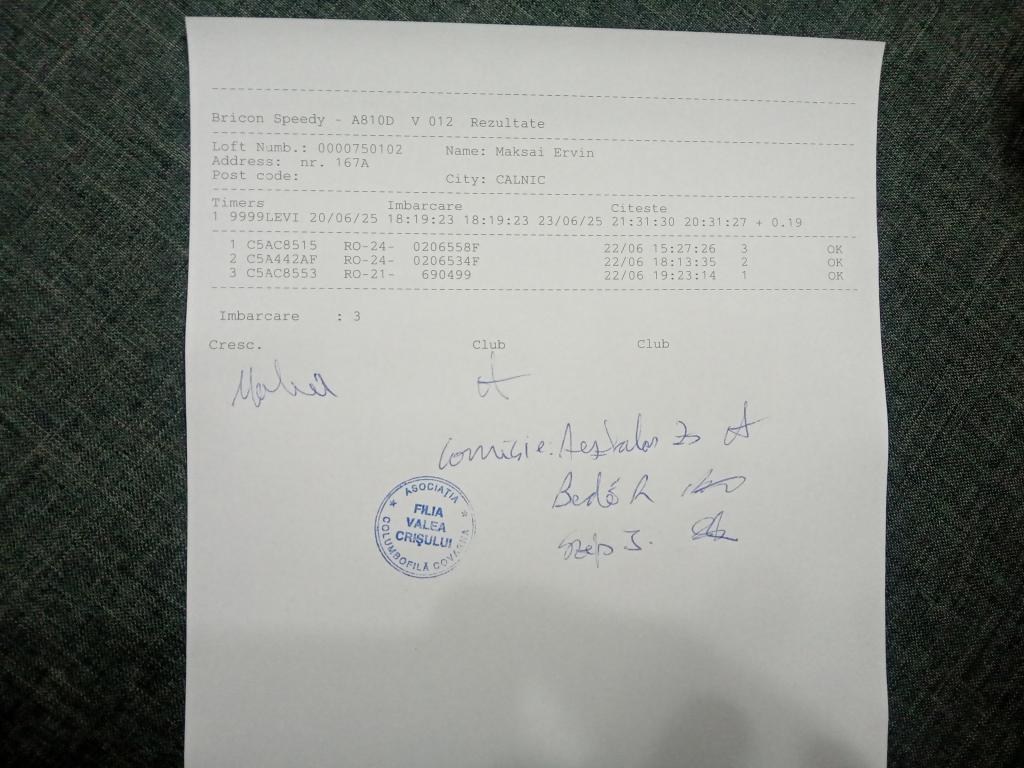 Bricon Speedy - A810D V 012 Rezultate
Loft Numb.: 0000750102 Name: Maksai Ervin
Address: nr. 167A
Post code: City: CALNIC
Timers Imbarcare Citeste
1 9999LEVI 20/06/25 18:19:23 18:19:23 23/06/25 21:31:30 20:31:27 + 0.19
1 C5AC8515 RO-24- 0206558F 22/06 15:27:26 3 OK
2 C5A442AF RO-24- 0206534F 22/06 18:13:35 2 OK
3 C5AC8553 RO-21- 690499 22/06 19:23:14 1 OK
Imbarcare : 3
Cresc. Club Club
Comisie:
Bedő R
Szép I.
ASOCIAȚIA
FILIA
VALEA
CRIŞULUI
COLUMBOFILĂ COVASNA